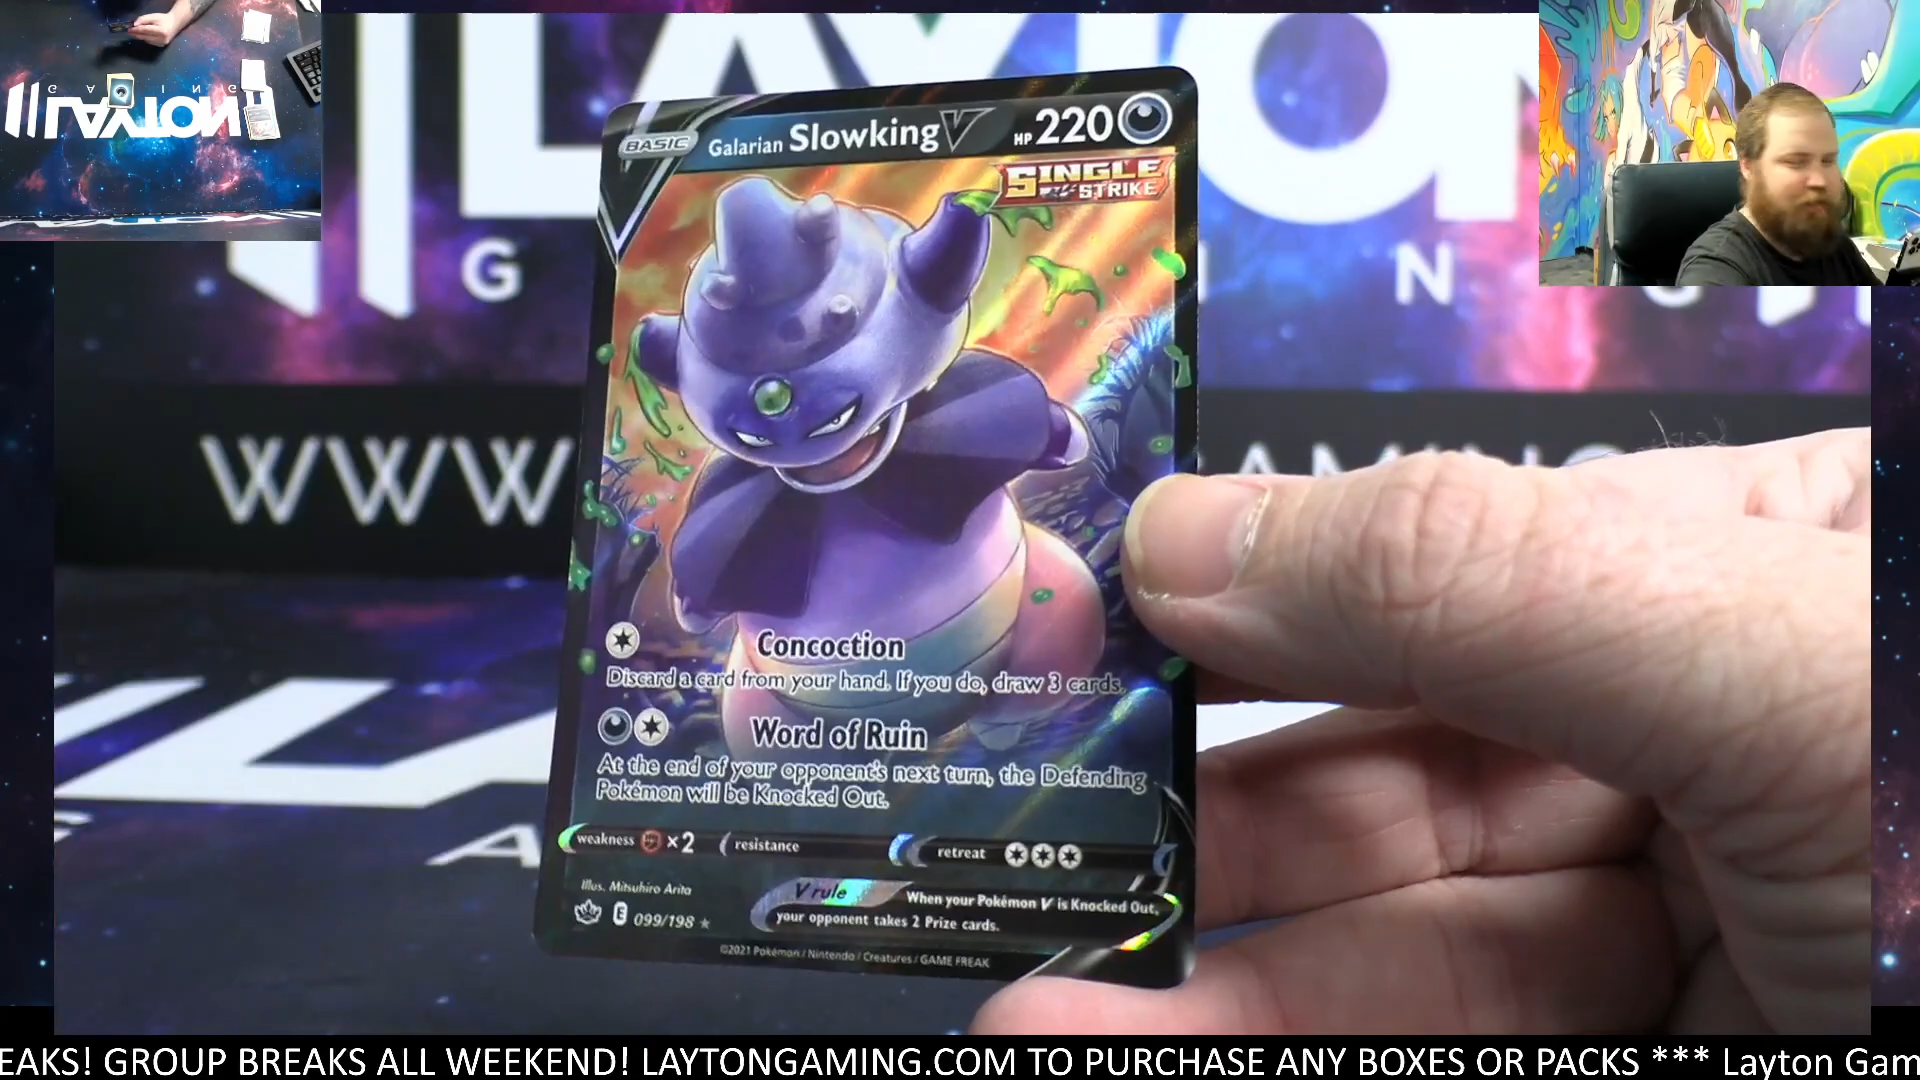 GAMING
LAYTON
G
N
WWW
GAMING
BASIC
Galarian Slowking V
HP 220
SINGLE
STRIKE
Concoction
Discard a card from your hand. If you do, draw 3 cards.
Word of Ruin
At the end of your opponent's next turn, the Defending
Pokémon will be Knocked Out.
weakness ×2 resistance retreat
Illus. Mitsuhiro Arita
V rule
When your Pokémon V is Knocked Out,
your opponent takes 2 Prize cards.
E 099/198
©2021 Pokémon / Nintendo / Creatures / GAME FREAK
EAKS! GROUP BREAKS ALL WEEKEND! LAYTONGAMING.COM TO PURCHASE ANY BOXES OR PACKS *** Layton Gam